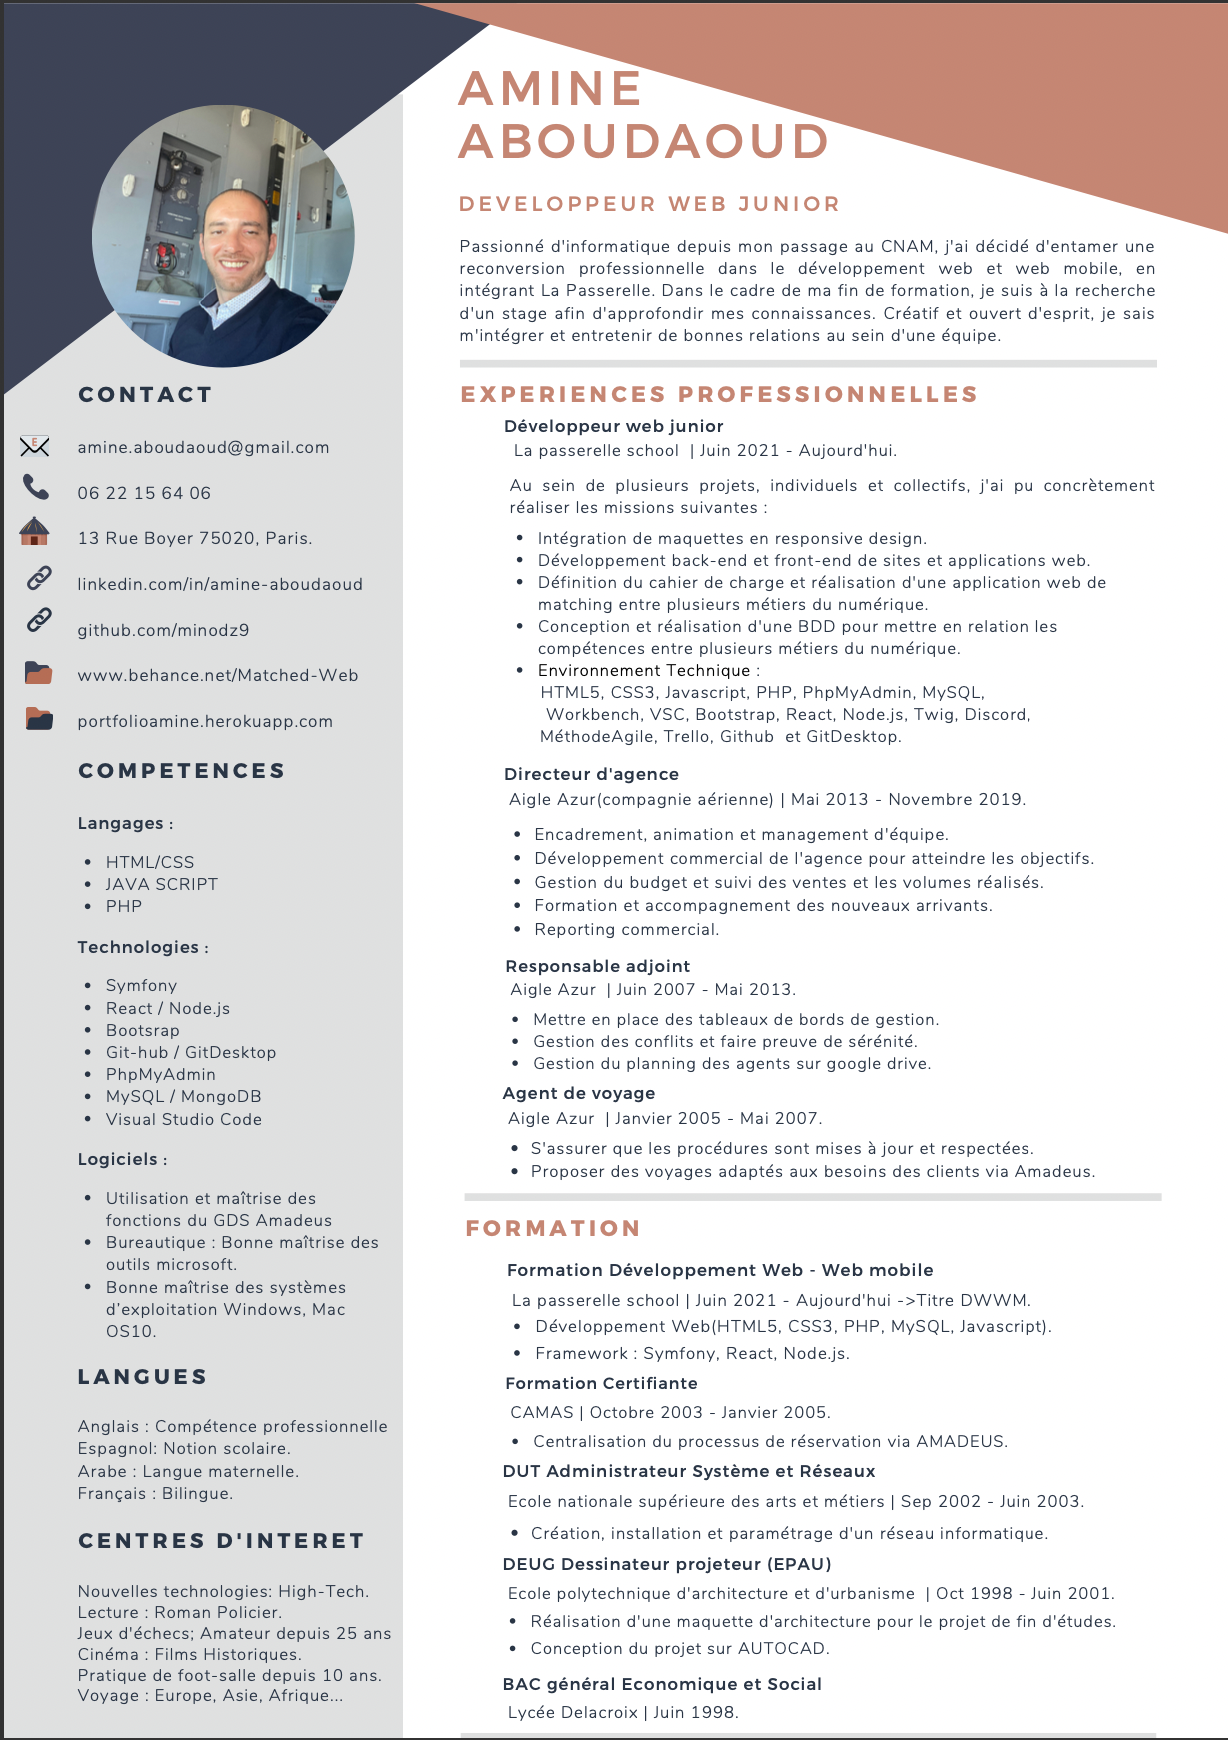 AMINE
ABOUDAOUD
DEVELOPPEUR WEB JUNIOR
Passionné d'informatique depuis mon passage au CNAM, j'ai décidé d'entamer une
reconversion professionnelle dans le développement web et web mobile, en
intégrant La Passerelle. Dans le cadre de ma fin de formation, je suis à la recherche
d'un stage afin d'approfondir mes connaissances. Créatif et ouvert d'esprit, je sais
m'intégrer et entretenir de bonnes relations au sein d'une équipe.
CONTACT
E
amine.aboudaoud@gmail.com
06 22 15 64 06
13 Rue Boyer 75020, Paris.
linkedin.com/in/amine-aboudaoud
github.com/minodz9
www.behance.net/Matched-Web
portfolioamine.herokuapp.com
COMPETENCES
Langages :
• HTML/CSS
• JAVA SCRIPT
• PHP
Technologies :
• Symfony
• React / Node.js
• Bootsrap
• Git-hub / GitDesktop
• PhpMyAdmin
• MySQL / MongoDB
• Visual Studio Code
Logiciels :
• Utilisation et maîtrise des
fonctions du GDS Amadeus
• Bureautique : Bonne maîtrise des
outils microsoft.
• Bonne maîtrise des systèmes
d'exploitation Windows, Mac
OS10.
LANGUES
Anglais : Compétence professionnelle
Espagnol: Notion scolaire.
Arabe : Langue maternelle.
Français : Bilingue.
CENTRES D'INTERET
Nouvelles technologies: High-Tech.
Lecture : Roman Policier.
Jeux d'échecs; Amateur depuis 25 ans
Cinéma : Films Historiques.
Pratique de foot-salle depuis 10 ans.
Voyage : Europe, Asie, Afrique...
EXPERIENCES PROFESSIONNELLES
Développeur web junior
La passerelle school | Juin 2021 - Aujourd'hui.
Au sein de plusieurs projets, individuels et collectifs, j'ai pu concrètement
réaliser les missions suivantes :
• Intégration de maquettes en responsive design.
• Développement back-end et front-end de sites et applications web.
• Définition du cahier de charge et réalisation d'une application web de
matching entre plusieurs métiers du numérique.
• Conception et réalisation d'une BDD pour mettre en relation les
compétences entre plusieurs métiers du numérique.
• Environnement Technique :
HTML5, CSS3, Javascript, PHP, PhpMyAdmin, MySQL,
Workbench, VSC, Bootstrap, React, Node.js, Twig, Discord,
MéthodeAgile, Trello, Github et GitDesktop.
Directeur d'agence
Aigle Azur(compagnie aérienne) | Mai 2013 - Novembre 2019.
• Encadrement, animation et management d'équipe.
• Développement commercial de l'agence pour atteindre les objectifs.
• Gestion du budget et suivi des ventes et les volumes réalisés.
• Formation et accompagnement des nouveaux arrivants.
• Reporting commercial.
Responsable adjoint
Aigle Azur | Juin 2007 - Mai 2013.
• Mettre en place des tableaux de bords de gestion.
• Gestion des conflits et faire preuve de sérénité.
• Gestion du planning des agents sur google drive.
Agent de voyage
Aigle Azur | Janvier 2005 - Mai 2007.
• S'assurer que les procédures sont mises à jour et respectées.
• Proposer des voyages adaptés aux besoins des clients via Amadeus.
FORMATION
Formation Développement Web - Web mobile
La passerelle school | Juin 2021 - Aujourd'hui ->Titre DWWM.
• Développement Web(HTML5, CSS3, PHP, MySQL, Javascript).
• Framework : Symfony, React, Node.js.
Formation Certifiante
CAMAS | Octobre 2003 - Janvier 2005.
• Centralisation du processus de réservation via AMADEUS.
DUT Administrateur Système et Réseaux
Ecole nationale supérieure des arts et métiers | Sep 2002 - Juin 2003.
• Création, installation et paramétrage d'un réseau informatique.
DEUG Dessinateur projeteur (EPAU)
Ecole polytechnique d'architecture et d'urbanisme | Oct 1998 - Juin 2001.
• Réalisation d'une maquette d'architecture pour le projet de fin d'études.
• Conception du projet sur AUTOCAD.
BAC général Economique et Social
Lycée Delacroix | Juin 1998.